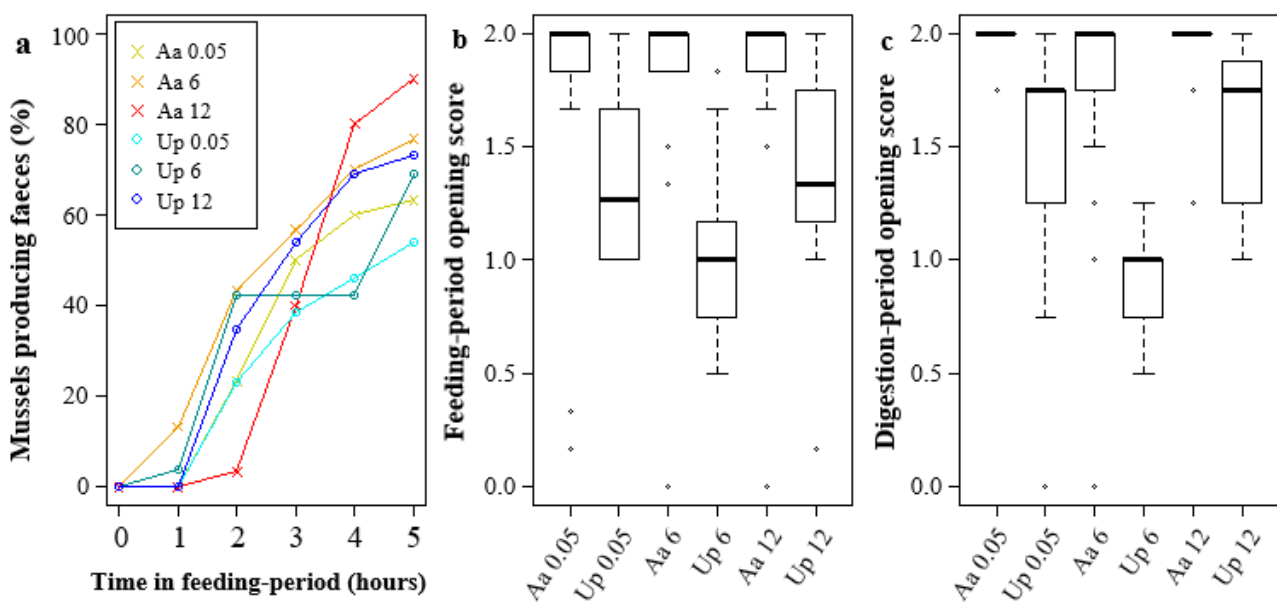 a
Mussels producing faeces (%)
100
80
60
40
20
0
Aa 0.05
Aa 6
Aa 12
Up 0.05
Up 6
Up 12
0 1 2 3 4 5
Time in feeding-period (hours)
b
Feeding-period opening score
2.0
1.5
1.0
0.5
0.0
Aa 0.05
Up 0.05
Aa 6
Up 6
Aa 12
Up 12
c
Digestion-period opening score
2.0
1.5
1.0
0.5
0.0
Aa 0.05
Up 0.05
Aa 6
Up 6
Aa 12
Up 12